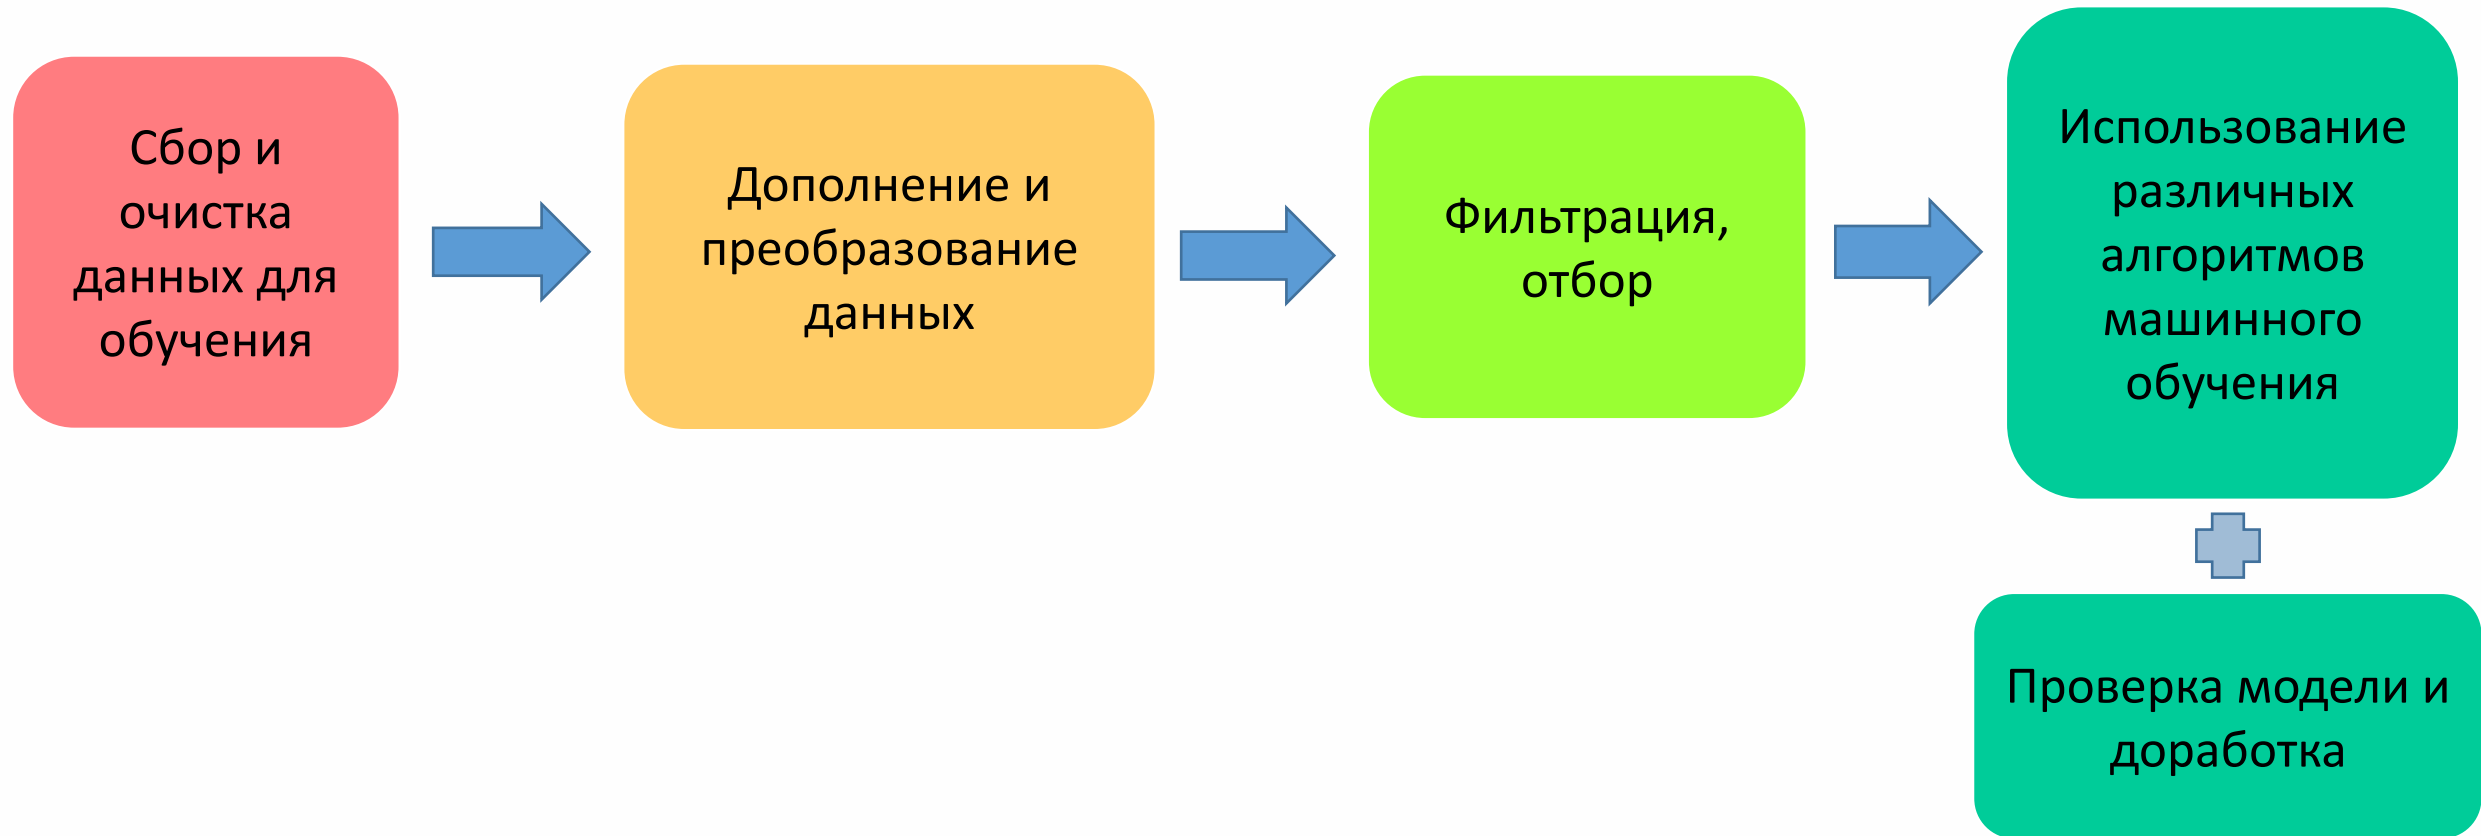 Сбор и
очистка
данных для
обучения
Дополнение и
преобразование
данных
Фильтрация,
отбор
Использование
различных
алгоритмов
машинного
обучения
Проверка модели и
доработка